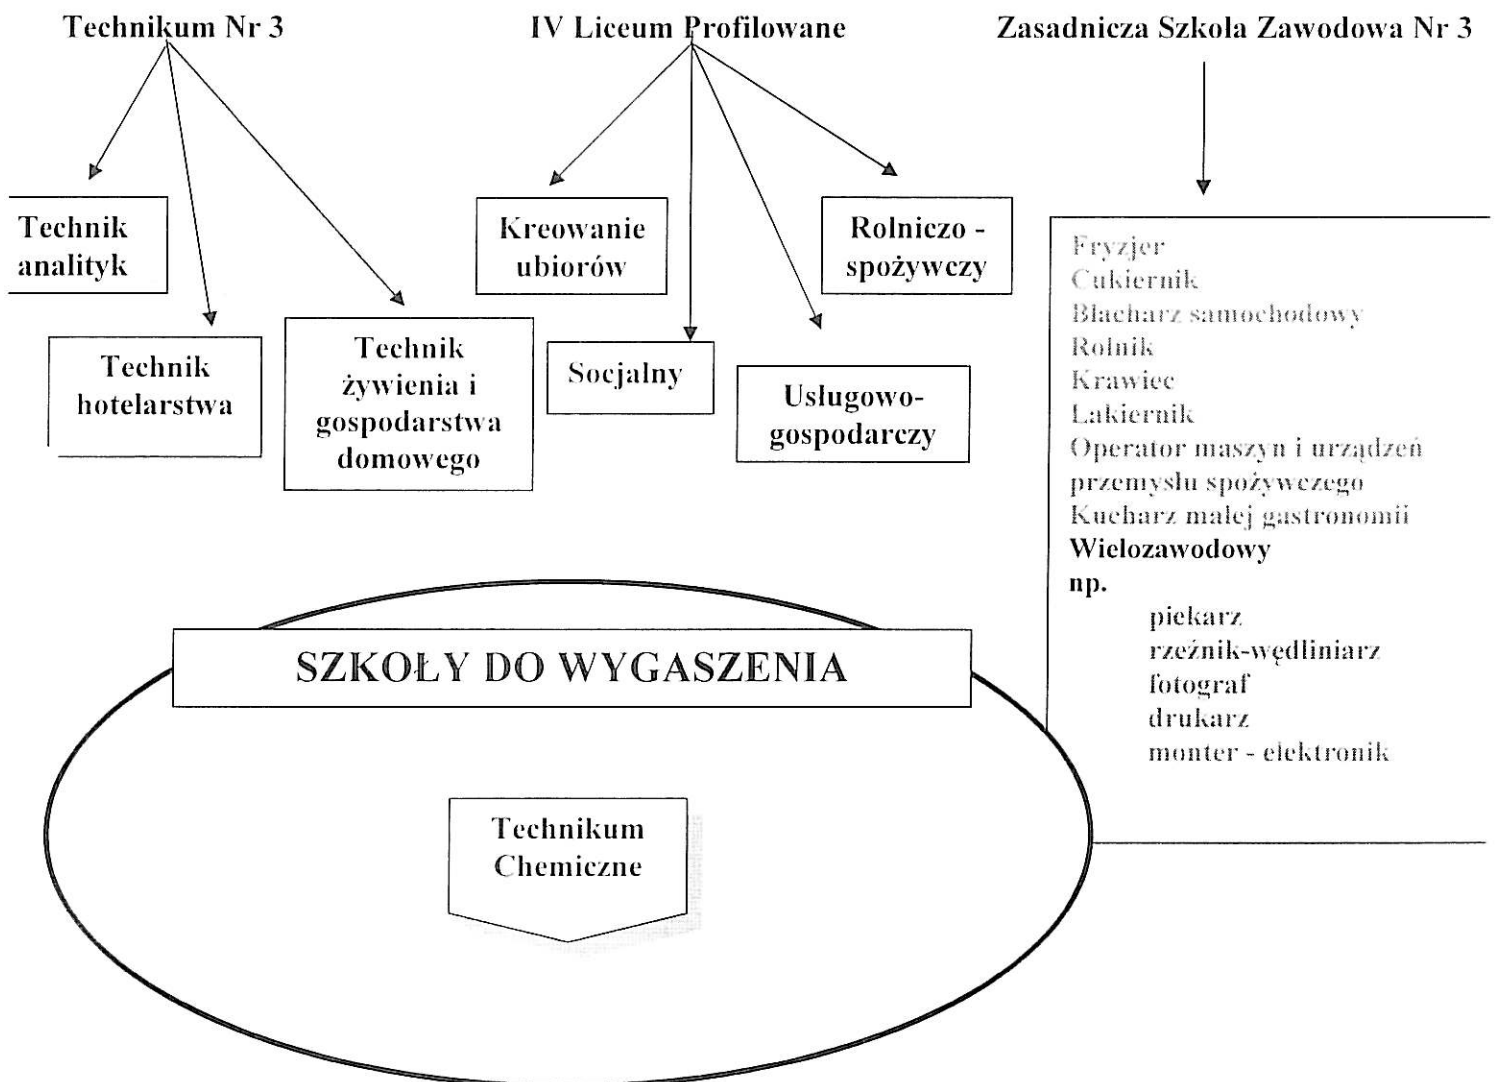 Technikum Nr 3
IV Liceum Profilowane
Zasadnicza Szkoła Zawodowa Nr 3
Technik
analityk
Technik
hotelarstwa
Technik
żywienia i
gospodarstwa
domowego
Kreowanie
ubiorów
Socjalny
Usługowo-
gospodarczy
Rolniczo -
spożywczy
Fryzjer
Cukiernik
Blacharz samochodowy
Rolnik
Krawiec
Lakiernik
Operator maszyn i urządzeń
przemysłu spożywczego
Kucharz małej gastronomii
Wielozawodowy
np.
piekarz
rzeźnik-wędliniarz
fotograf
drukarz
monter - elektronik
SZKOŁY DO WYGASZENIA
Technikum
Chemiczne